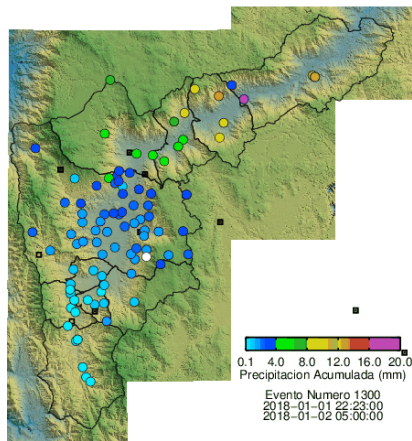 0.1 4.0 8.0 12.0 16.0 20.0
Precipitacion Acumulada (mm)
Evento Numero 1300
2018-01-01 22:23:00
2018-01-02 05:00:00